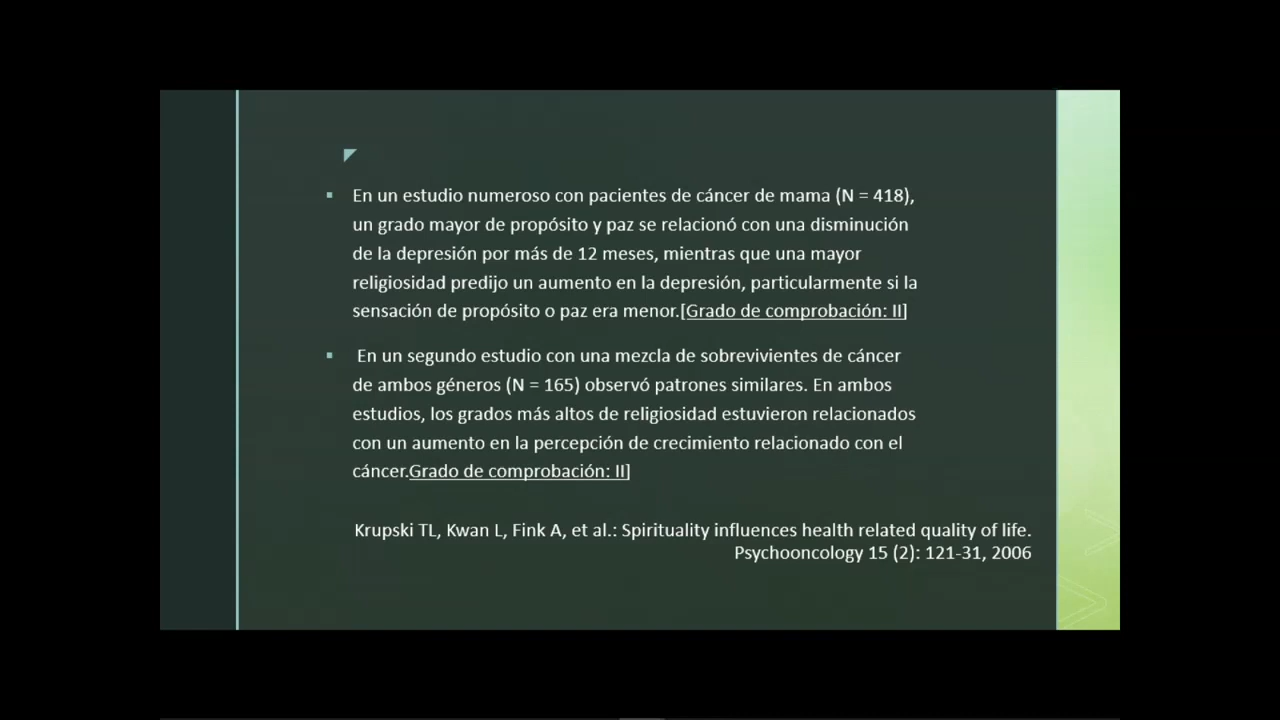 En un estudio numeroso con pacientes de cáncer de mama (N = 418),
un grado mayor de propósito y paz se relacionó con una disminución
de la depresión por más de 12 meses, mientras que una mayor
religiosidad predijo un aumento en la depresión, particularmente si la
sensación de propósito o paz era menor.[Grado de comprobación: II]
En un segundo estudio con una mezcla de sobrevivientes de cáncer
de ambos géneros (N = 165) observó patrones similares. En ambos
estudios, los grados más altos de religiosidad estuvieron relacionados
con un aumento en la percepción de crecimiento relacionado con el
cáncer.Grado de comprobación: II]
Krupski TL, Kwan L, Fink A, et al.: Spirituality influences health related quality of life.
Psychooncology 15 (2): 121-31, 2006